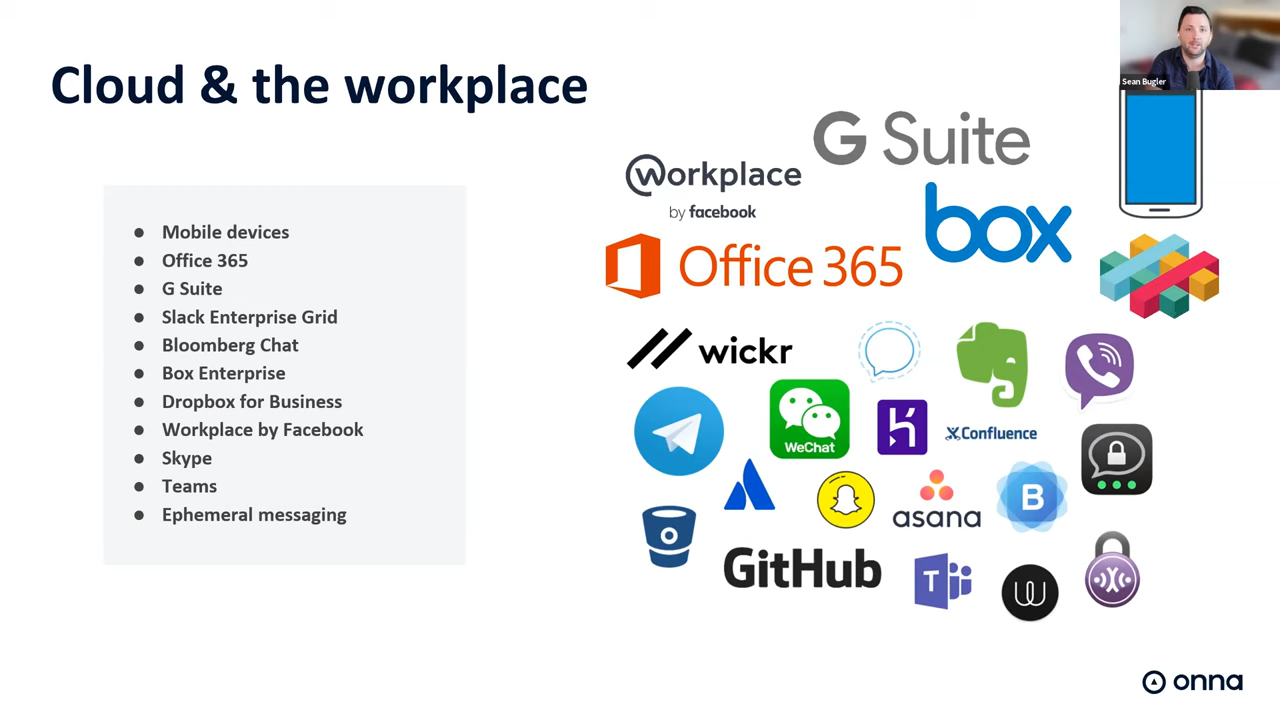 Cloud & the workplace
Sean Bugler
● Mobile devices
● Office 365
● G Suite
● Slack Enterprise Grid
● Bloomberg Chat
● Box Enterprise
● Dropbox for Business
● Workplace by Facebook
● Skype
● Teams
● Ephemeral messaging
G Suite
workplace
by facebook
box
Office 365
wickr
WeChat
Confluence
B
asana
GitHub
T
W
onna